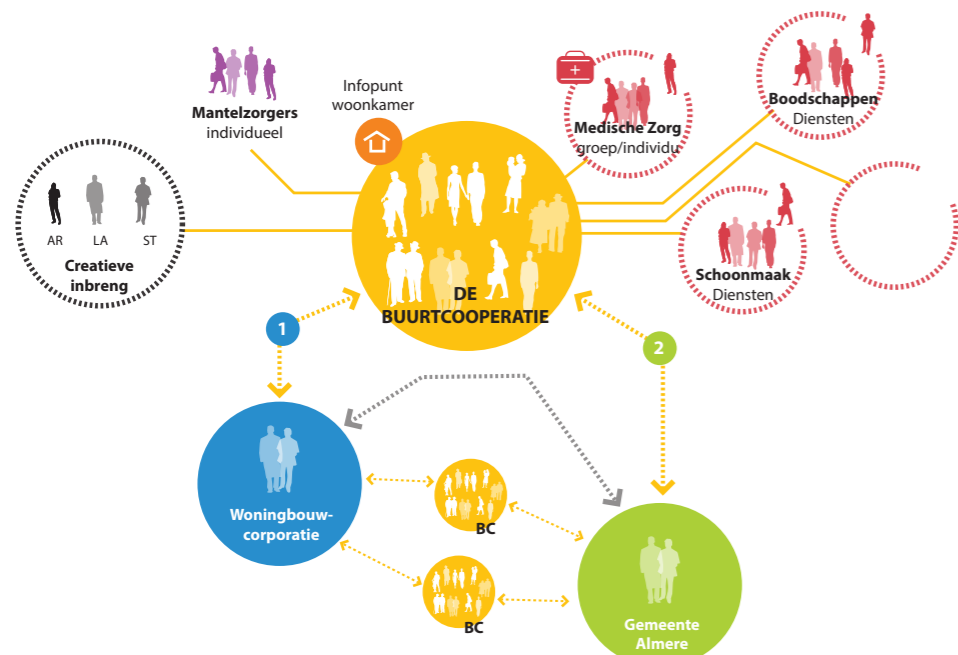 Mantelzorgers
individueel
Infopunt
woonkamer
Medische Zorg
groep/individu
Boodschappen
Diensten
AR LA ST
Creatieve
inbreng
Schoonmaak
Diensten
DE
BUURTCOOPERATIE
1
2
Woningbouw-
corporatie
BC
BC
Gemeente
Almere